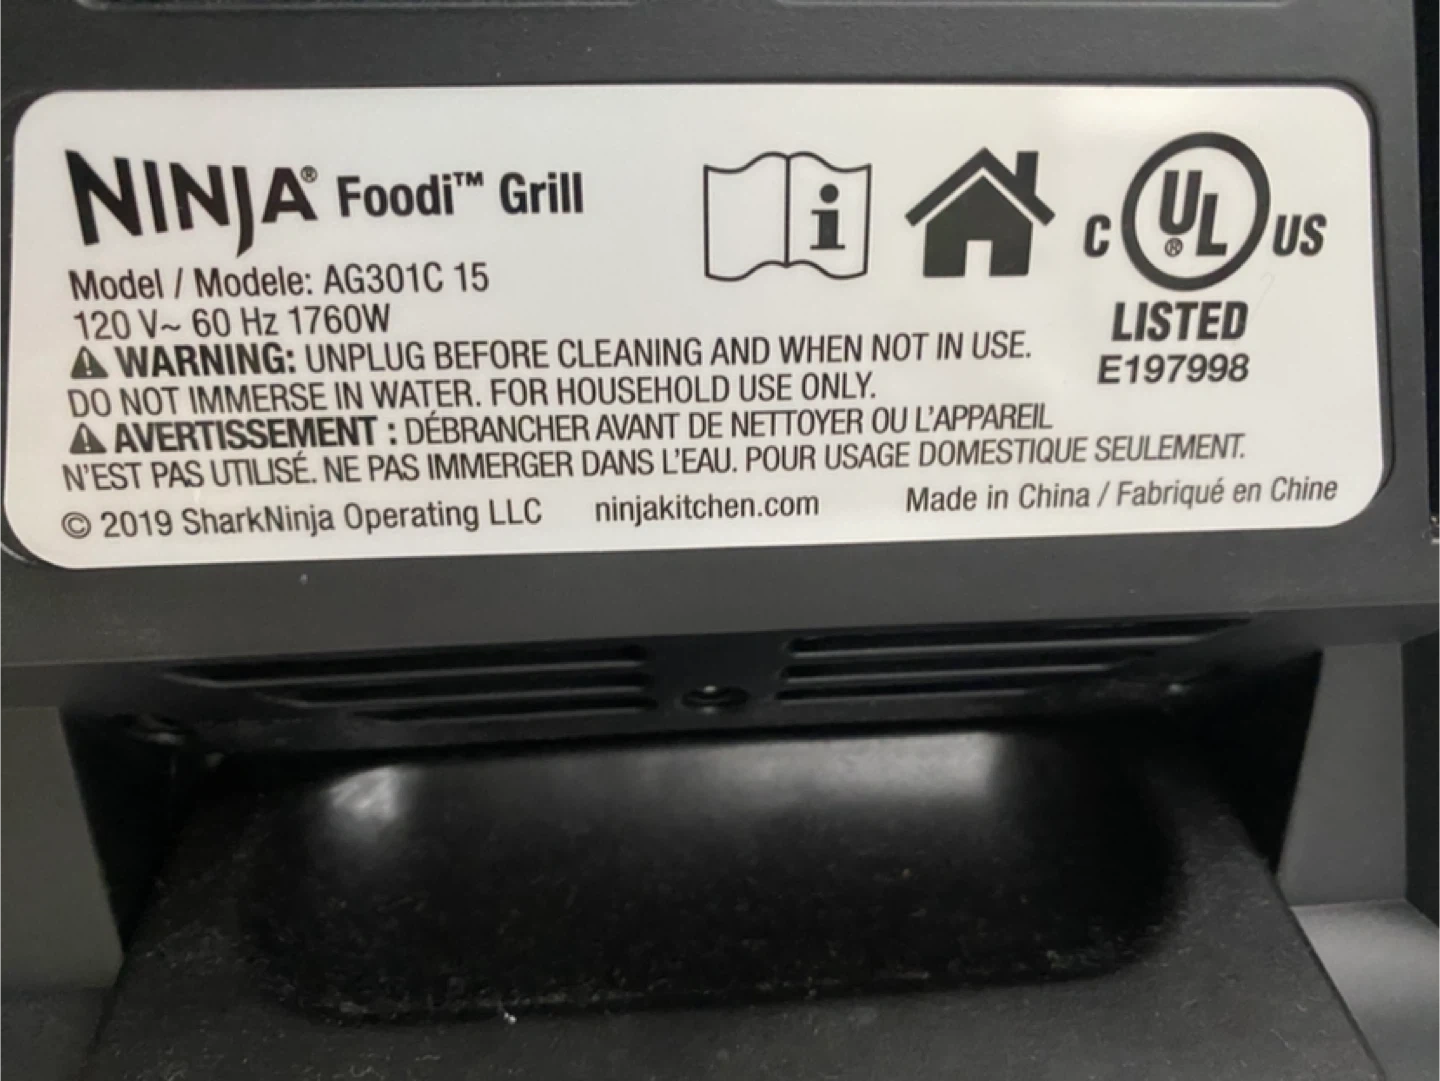 NINJA® Foodi™ Grill
Model / Modele: AG301C 15
120 V~ 60 Hz 1760W
⚠ WARNING: UNPLUG BEFORE CLEANING AND WHEN NOT IN USE.
DO NOT IMMERSE IN WATER. FOR HOUSEHOLD USE ONLY.
⚠ AVERTISSEMENT : DÉBRANCHER AVANT DE NETTOYER OU L'APPAREIL
N'EST PAS UTILISÉ. NE PAS IMMERGER DANS L'EAU. POUR USAGE DOMESTIQUE SEULEMENT.
© 2019 SharkNinja Operating LLC ninjakitchen.com Made in China / Fabriqué en Chine
i
C UL® US
LISTED
E197998